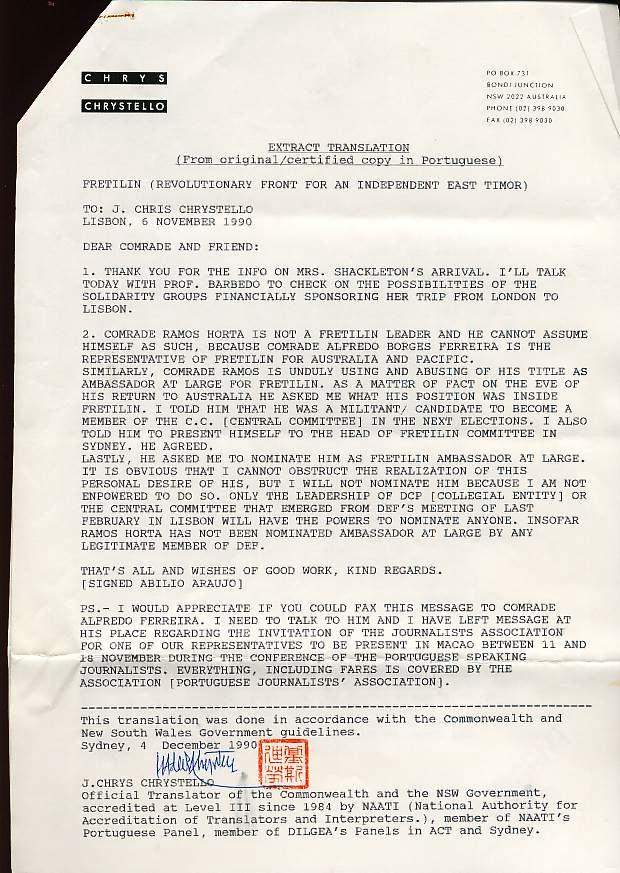 CHRYS
CHRYSTELLO
PO BOX 731
BONDI JUNCTION
NSW 2022 AUSTRALIA
PHONE (02) 398 9030
FAX (02) 398 9030
EXTRACT TRANSLATION
(From original/certified copy in Portuguese)
FRETILIN (REVOLUTIONARY FRONT FOR AN INDEPENDENT EAST TIMOR)
TO: J. CHRIS CHRYSTELLO
LISBON, 6 NOVEMBER 1990
DEAR COMRADE AND FRIEND:
1. THANK YOU FOR THE INFO ON MRS. SHACKLETON'S ARRIVAL. I'LL TALK
TODAY WITH PROF. BARBEDO TO CHECK ON THE POSSIBILITIES OF THE
SOLIDARITY GROUPS FINANCIALLY SPONSORING HER TRIP FROM LONDON TO
LISBON.
2. COMRADE RAMOS HORTA IS NOT A FRETILIN LEADER AND HE CANNOT ASSUME
HIMSELF AS SUCH, BECAUSE COMRADE ALFREDO BORGES FERREIRA IS THE
REPRESENTATIVE OF FRETILIN FOR AUSTRALIA AND PACIFIC.
SIMILARLY, COMRADE RAMOS IS UNDULY USING AND ABUSING OF HIS TITLE AS
AMBASSADOR AT LARGE FOR FRETILIN. AS A MATTER OF FACT ON THE EVE OF
HIS RETURN TO AUSTRALIA HE ASKED ME WHAT HIS POSITION WAS INSIDE
FRETILIN. I TOLD HIM THAT HE WAS A MILITANT/ CANDIDATE TO BECOME A
MEMBER OF THE C.C. [CENTRAL COMMITTEE] IN THE NEXT ELECTIONS. I ALSO
TOLD HIM TO PRESENT HIMSELF TO THE HEAD OF FRETILIN COMMITTEE IN
SYDNEY. HE AGREED.
LASTLY, HE ASKED ME TO NOMINATE HIM AS FRETILIN AMBASSADOR AT LARGE.
IT IS OBVIOUS THAT I CANNOT OBSTRUCT THE REALIZATION OF THIS
PERSONAL DESIRE OF HIS, BUT I WILL NOT NOMINATE HIM BECAUSE I AM NOT
ENPOWERED TO DO SO. ONLY THE LEADERSHIP OF DCP [COLLEGIAL ENTITY] OR
THE CENTRAL COMMITTEE THAT EMERGED FROM DEF'S MEETING OF LAST
FEBRUARY IN LISBON WILL HAVE THE POWERS TO NOMINATE ANYONE. INSOFAR
RAMOS HORTA HAS NOT BEEN NOMINATED AMBASSADOR AT LARGE BY ANY
LEGITIMATE MEMBER OF DEF.
THAT'S ALL AND WISHES OF GOOD WORK, KIND REGARDS.
[SIGNED ABILIO ARAUJO]
PS.- I WOULD APPRECIATE IF YOU COULD FAX THIS MESSAGE TO COMRADE
ALFREDO FERREIRA. I NEED TO TALK TO HIM AND I HAVE LEFT MESSAGE AT
HIS PLACE REGARDING THE INVITATION OF THE JOURNALISTS ASSOCIATION
FOR ONE OF OUR REPRESENTATIVES TO BE PRESENT IN MACAO BETWEEN 11 AND
18 NOVEMBER DURING THE CONFERENCE OF THE PORTUGUESE SPEAKING
JOURNALISTS. EVERYTHING, INCLUDING FARES IS COVERED BY THE
ASSOCIATION [PORTUGUESE JOURNALISTS' ASSOCIATION].
This translation was done in accordance with the Commonwealth and
New South Wales Government guidelines.
Sydney, 4 December 1990
J.CHRYS CHRYSTELLO
Official Translator of the Commonwealth and the NSW Government,
accredited at Level III since 1984 by NAATI (National Authority for
Accreditation of Translators and Interpreters.), member of NAATI's
Portuguese Panel, member of DILGEA's Panels in ACT and Sydney.